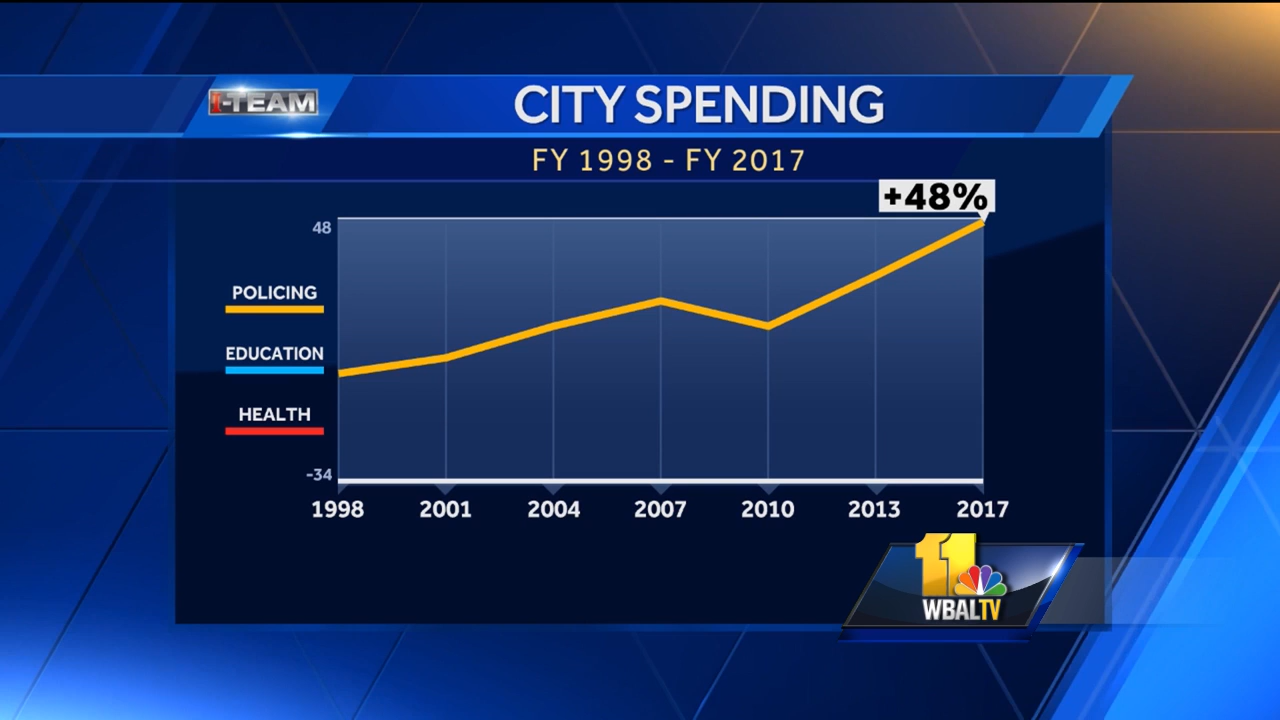 I-TEAM
CITY SPENDING
FY 1998 - FY 2017
+48%
48
POLICING
EDUCATION
HEALTH
-34
1998 2001 2004 2007 2010 2013 2017
11
WBALTV